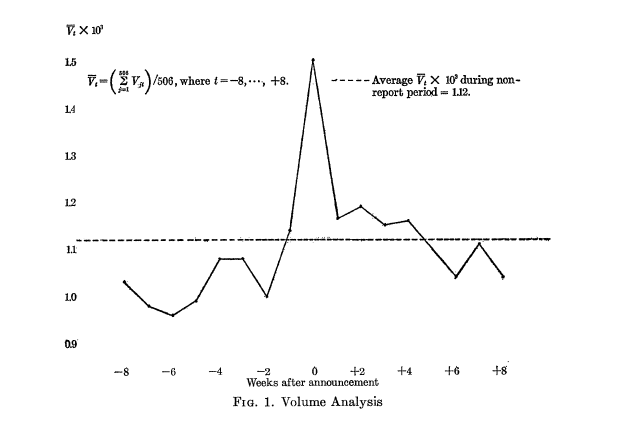 V̅ₜ × 10³
1.5
V̅ₜ = (∑ⱼ₌₁⁵⁰⁶ Vⱼₜ)/506, where t = −8, ⋯, +8.
----- Average V̅ₜ × 10³ during non-
report period = 1.12.
1.4
1.3
1.2
1.1
1.0
0.9
−8 −6 −4 −2 0 +2 +4 +6 +8
Weeks after announcement
FIG. 1. Volume Analysis